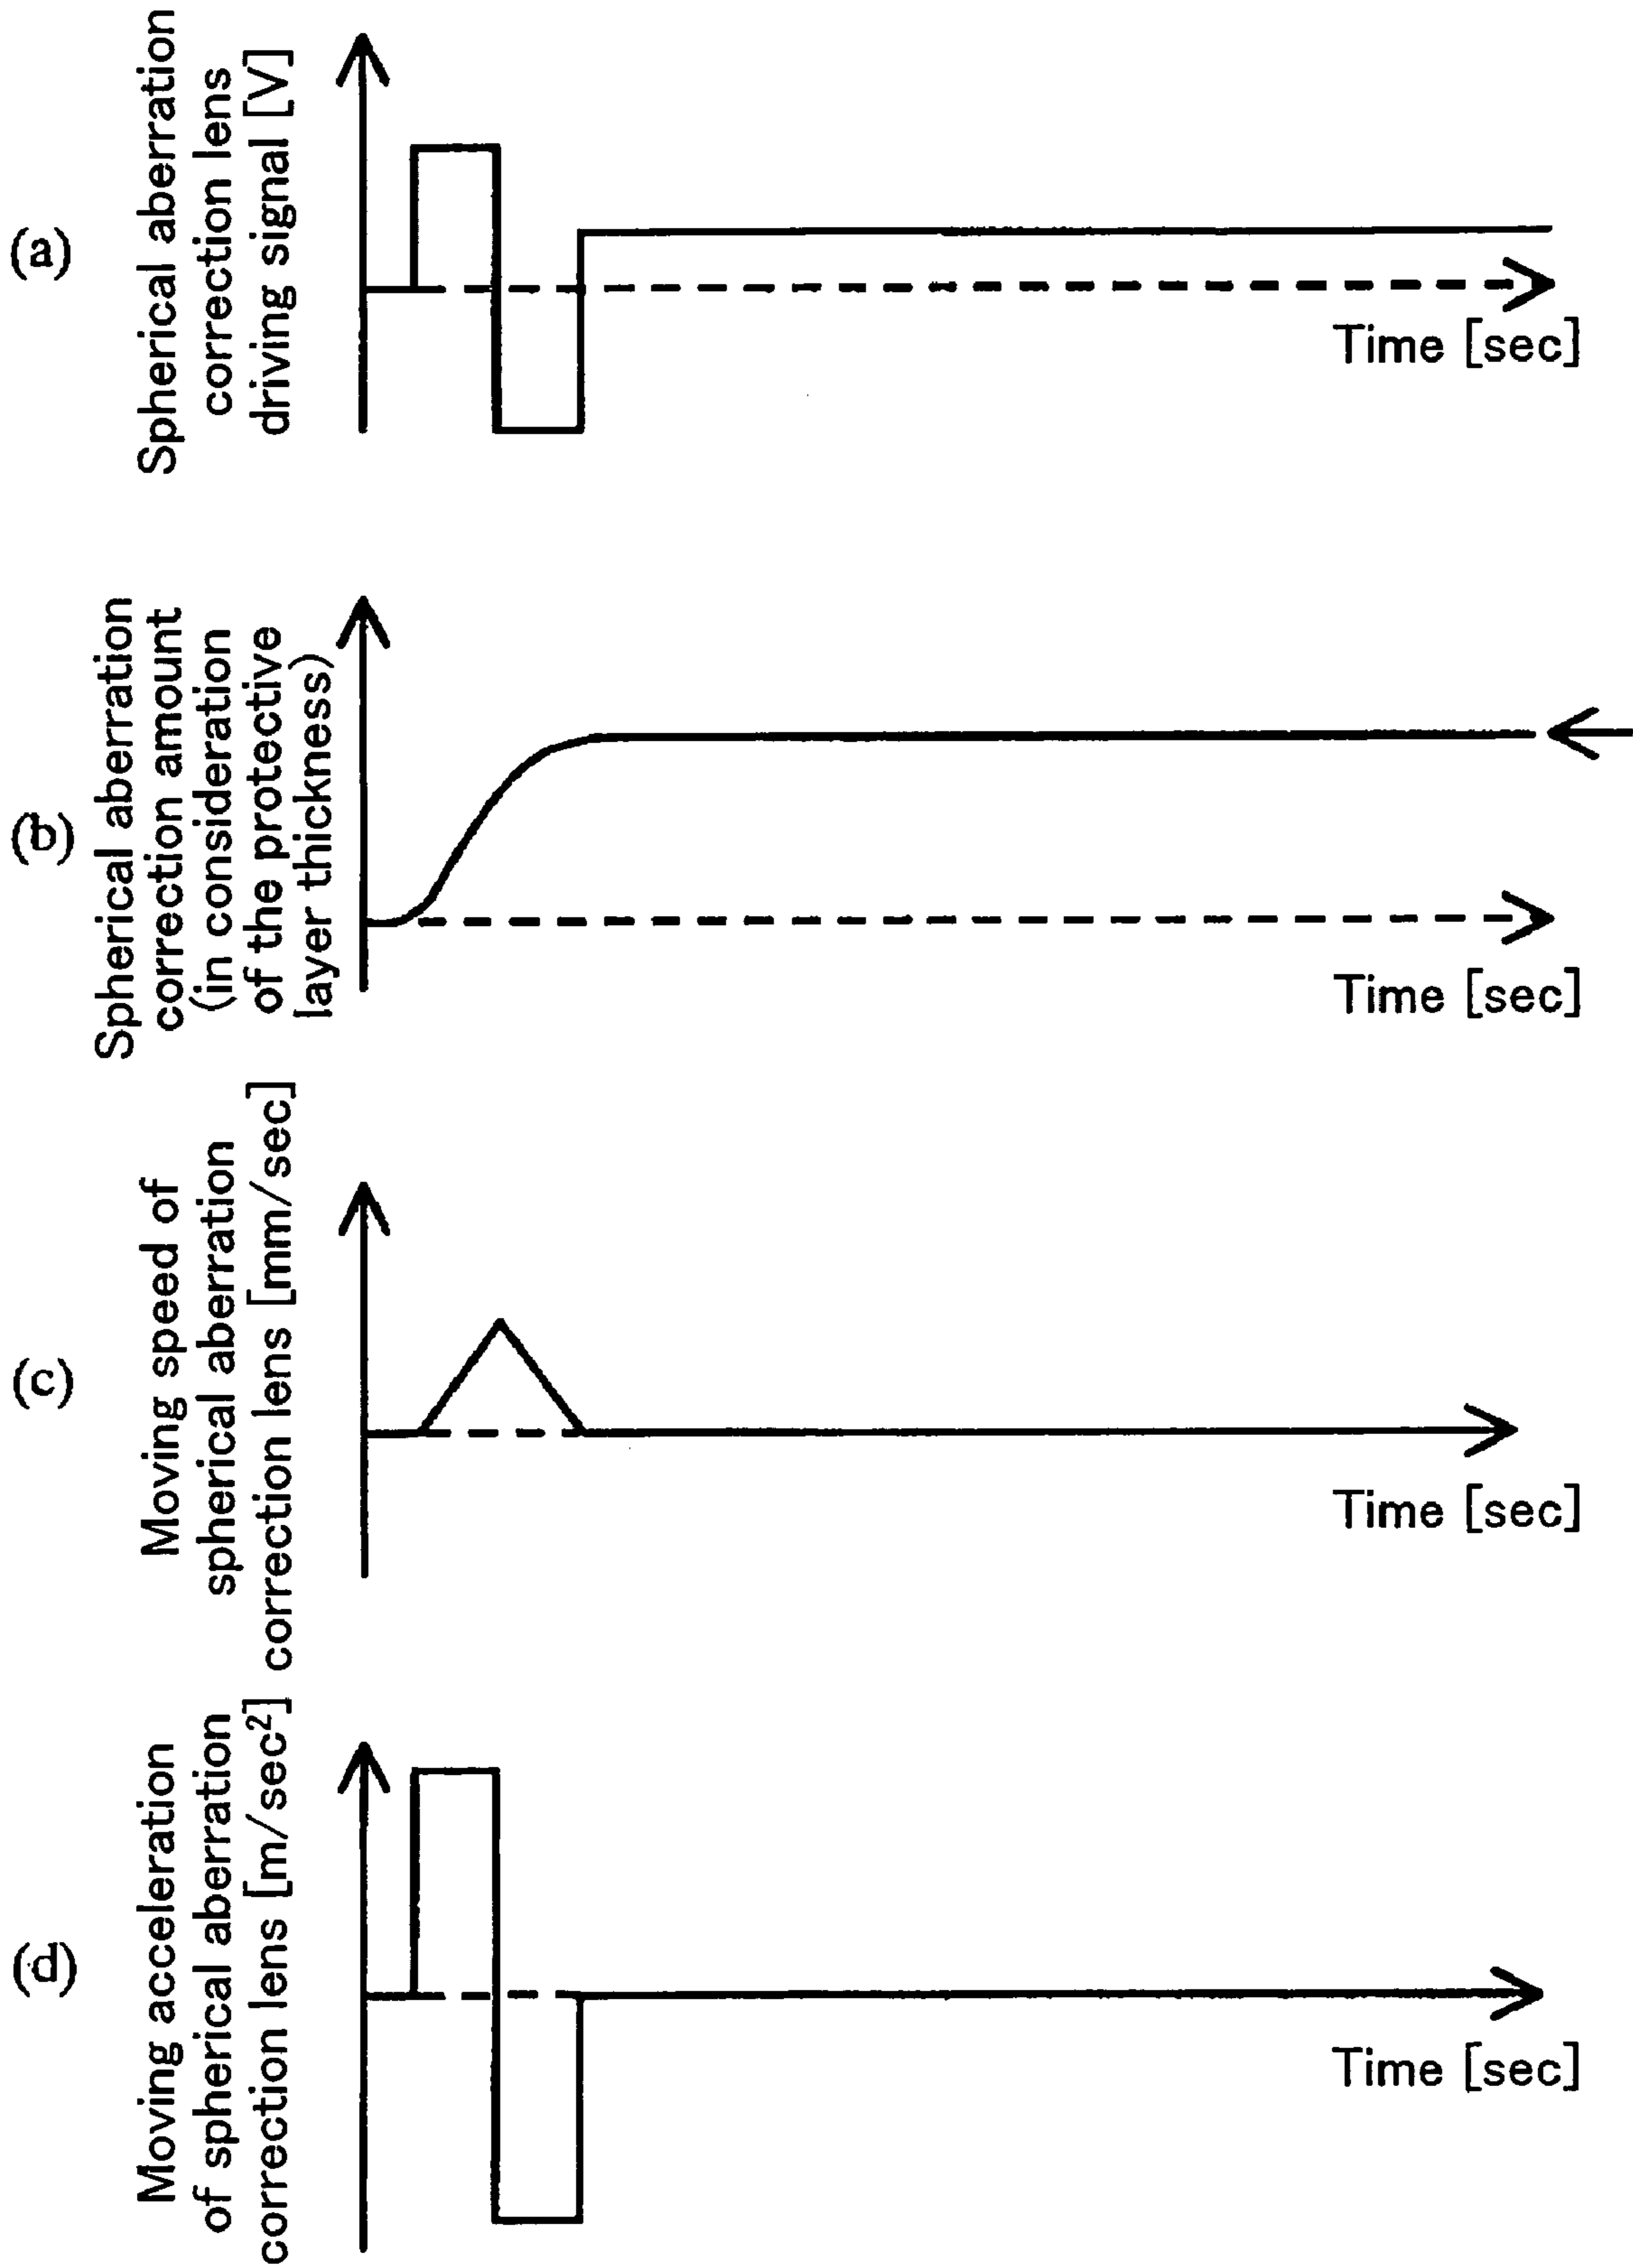 (a)
Spherical aberration
correction lens
driving signal [V]
Time [sec]
(b)
Spherical aberration
correction amount
(in consideration
of the protective
layer thickness)
Time [sec]
(c)
Moving speed of
spherical aberration
correction lens [mm/sec]
Time [sec]
(d)
Moving acceleration
of spherical aberration
correction lens [m/sec²]
Time [sec]